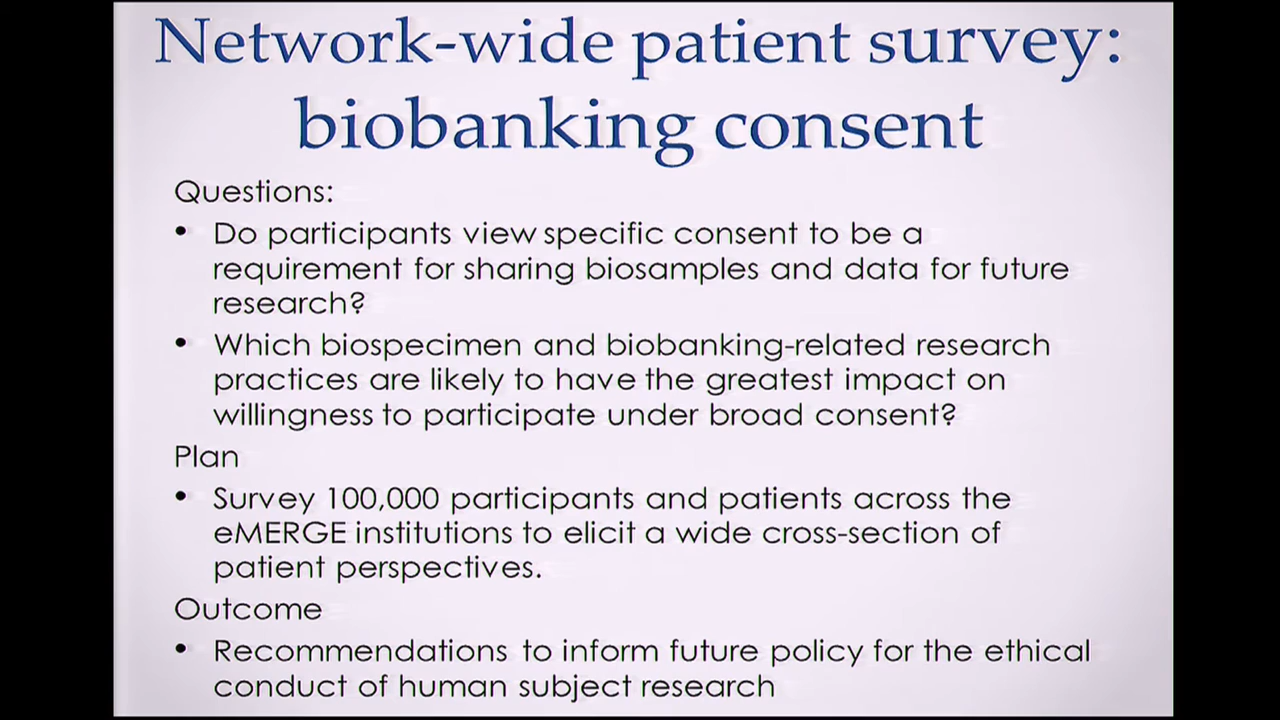 Network-wide patient survey:
biobanking consent
Questions:
• Do participants view specific consent to be a
requirement for sharing biosamples and data for future
research?
• Which biospecimen and biobanking-related research
practices are likely to have the greatest impact on
willingness to participate under broad consent?
Plan
• Survey 100,000 participants and patients across the
eMERGE institutions to elicit a wide cross-section of
patient perspectives.
Outcome
• Recommendations to inform future policy for the ethical
conduct of human subject research